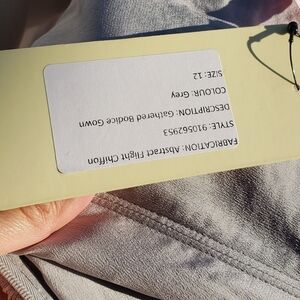 FABRICATION: Abstract Flight Chiffon
STYLE: 910562953
DESCRIPTION: Gathered Bodice Gown
COLOUR: Grey
SIZE: 12